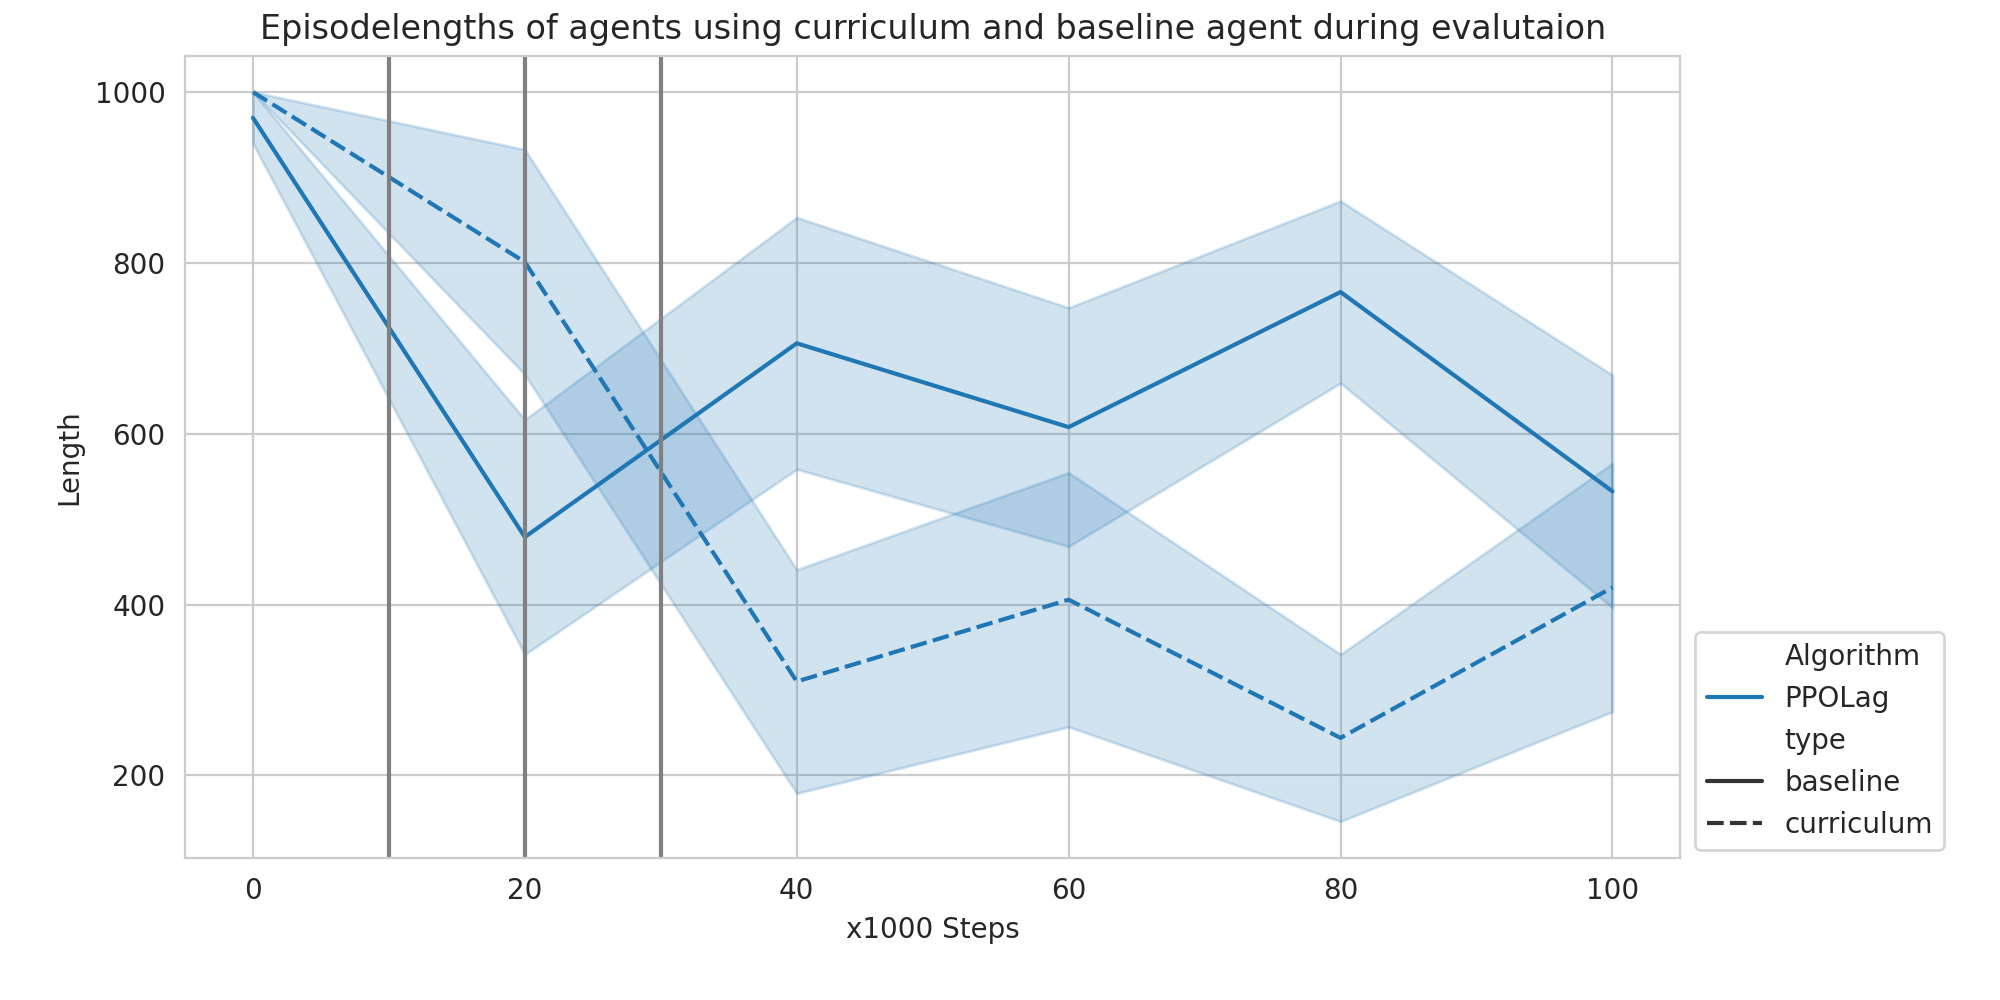 Episodelengths of agents using curriculum and baseline agent during evalutaion
1000
800
600
400
200
Length
0 20 40 60 80 100
x1000 Steps
Algorithm
PPOLag
type
baseline
curriculum